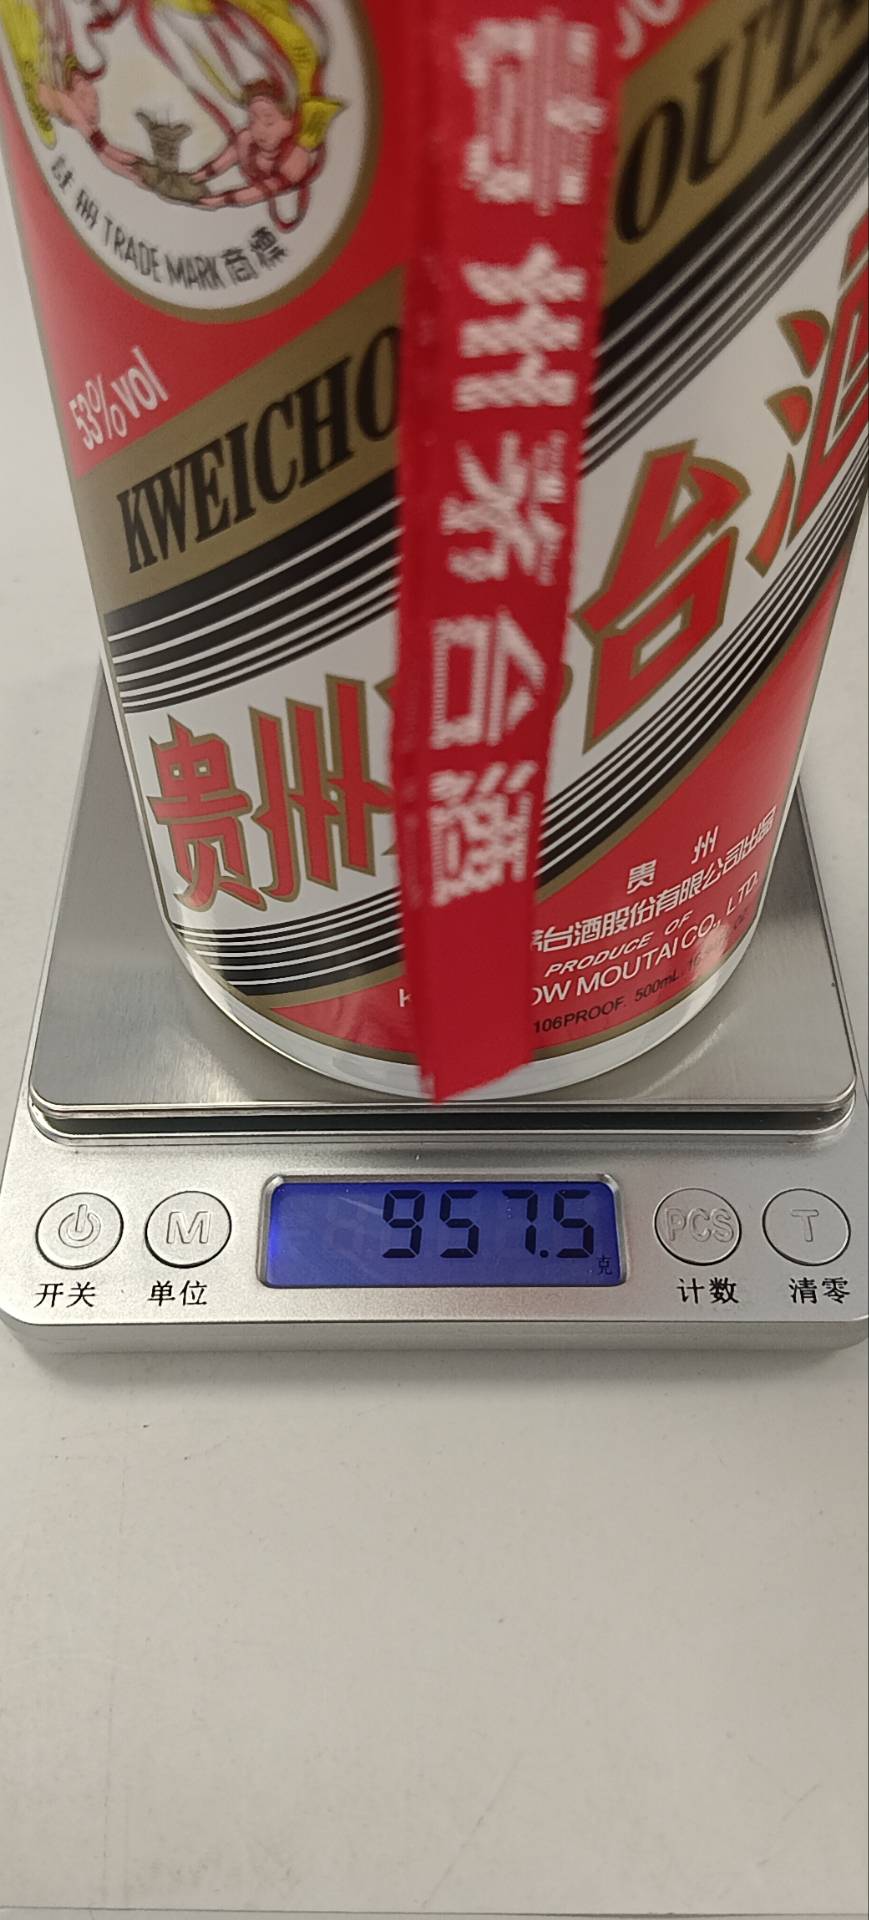 注册 TRADE MARK 商標
53%vol
KWEICHO
OUTA
贵州
台酒
贵州茅台酒
贵州
茅台酒股份有限公司出品
PRODUCE OF
K OW MOUTAI CO., LTD.
106PROOF. 500mL
957.5
克
M
PCS
T
开关
单位
计数
清零